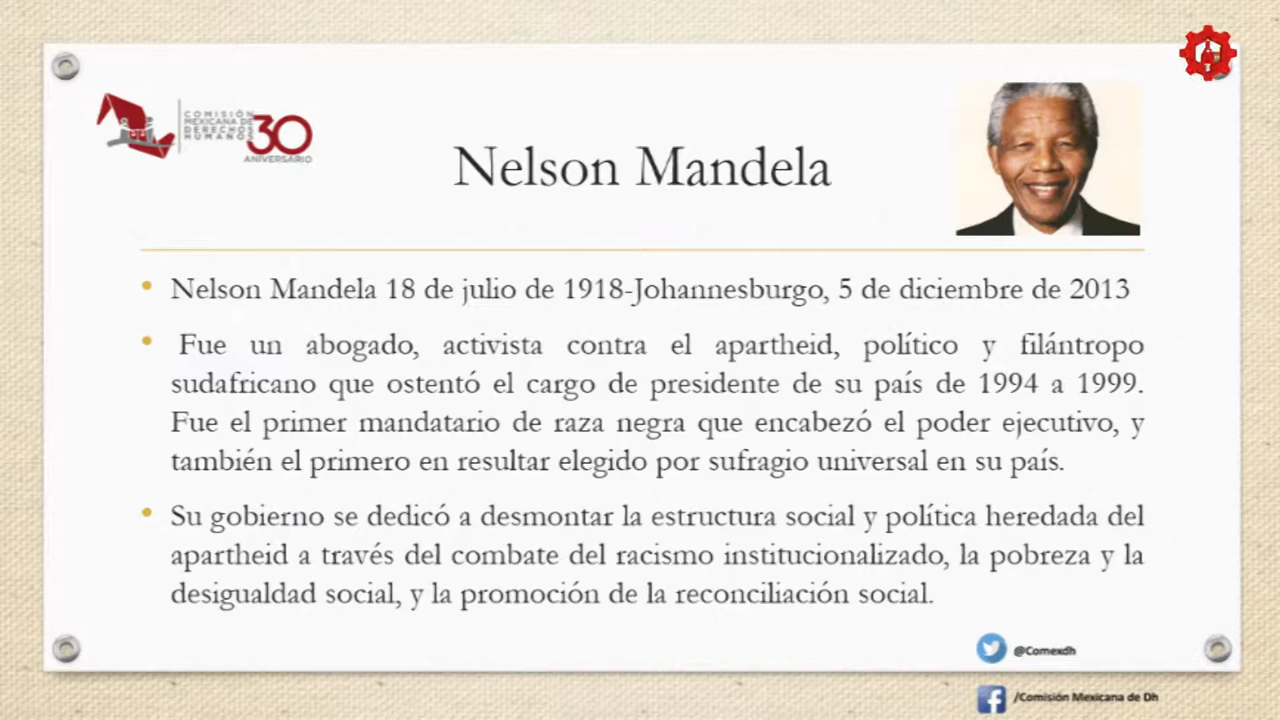 COMISIÓN
MEXICANA DE
DERECHOS
HUMANOS
30
ANIVERSARIO
Nelson Mandela
• Nelson Mandela 18 de julio de 1918-Johannesburgo, 5 de diciembre de 2013
• Fue un abogado, activista contra el apartheid, político y filántropo
sudafricano que ostentó el cargo de presidente de su país de 1994 a 1999.
Fue el primer mandatario de raza negra que encabezó el poder ejecutivo, y
también el primero en resultar elegido por sufragio universal en su país.
• Su gobierno se dedicó a desmontar la estructura social y política heredada del
apartheid a través del combate del racismo institucionalizado, la pobreza y la
desigualdad social, y la promoción de la reconciliación social.
@Comexdh
/Comisión Mexicana de Dh